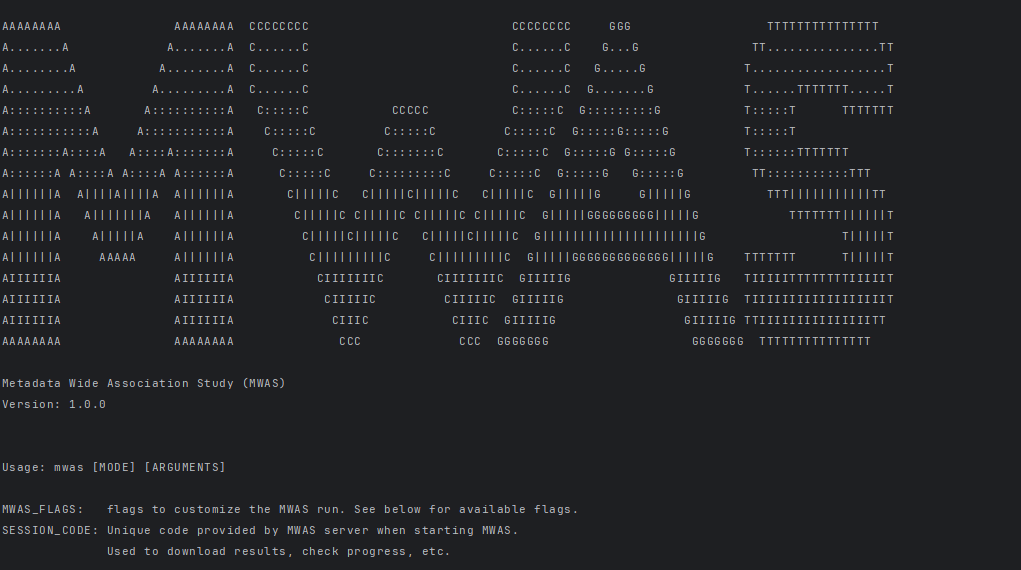 AAAAAAAA               AAAAAAAA  CCCCCCCC                           CCCCCCCC     GGG                  TTTTTTTTTTTTTTT
A.......A             A.......A  C......C                           C......C    G...G               TT...............TT
A........A           A........A  C......C                           C......C   G.....G             T..................T
A.........A         A.........A  C......C                           C......C  G.......G            T......TTTTTTT.....T
A::::::::::A       A::::::::::A   C:::::C          CCCCC           C:::::C  G:::::::::G           T:::::T      TTTTTTT
A:::::::::::A     A:::::::::::A    C:::::C         C:::::C         C:::::C  G:::::G:::::G          T:::::T
A:::::::A::::A   A::::A:::::::A     C:::::C       C:::::::C       C:::::C  G:::::G G:::::G         T::::::TTTTTTT
A::::::A A::::A A::::A A::::::A      C:::::C     C:::::::::C     C:::::C  G:::::G   G:::::G         TT:::::::::::TTT
A||||||A  A||||A||||A  A||||||A       C|||||C   C|||||C|||||C   C|||||C  G|||||G     G|||||G          TTT|||||||||||TT
A||||||A   A|||||||A   A||||||A        C|||||C C|||||C C|||||C C|||||C  G|||||GGGGGGGGG|||||G            TTTTTTT||||||T
A||||||A    A|||||A    A||||||A         C|||||C|||||C   C|||||C|||||C  G|||||||||||||||||||||G                  T|||||T
A||||||A     AAAAA     A||||||A          C|||||||||C     C|||||||||C  G|||||GGGGGGGGGGGGG|||||G    TTTTTTT      T|||||T
AIIIIIIA               AIIIIIIA           CIIIIIIIC       CIIIIIIIC  GIIIIIG             GIIIIIG   TIIIIITTTTTTTTIIIIIT
AIIIIIIA               AIIIIIIA            CIIIIIC         CIIIIIC  GIIIIIG               GIIIIIG  TIIIIIIIIIIIIIIIIIIT
AIIIIIIA               AIIIIIIA             CIIIC           CIIIC  GIIIIIG                 GIIIIIG TTIIIIIIIIIIIIIIITT
AAAAAAAA               AAAAAAAA              CCC             CCC  GGGGGGG                   GGGGGGG  TTTTTTTTTTTTTTT
Metadata Wide Association Study (MWAS)
Version: 1.0.0
Usage: mwas [MODE] [ARGUMENTS]
MWAS_FLAGS:   flags to customize the MWAS run. See below for available flags.
SESSION_CODE: Unique code provided by MWAS server when starting MWAS.
              Used to download results, check progress, etc.